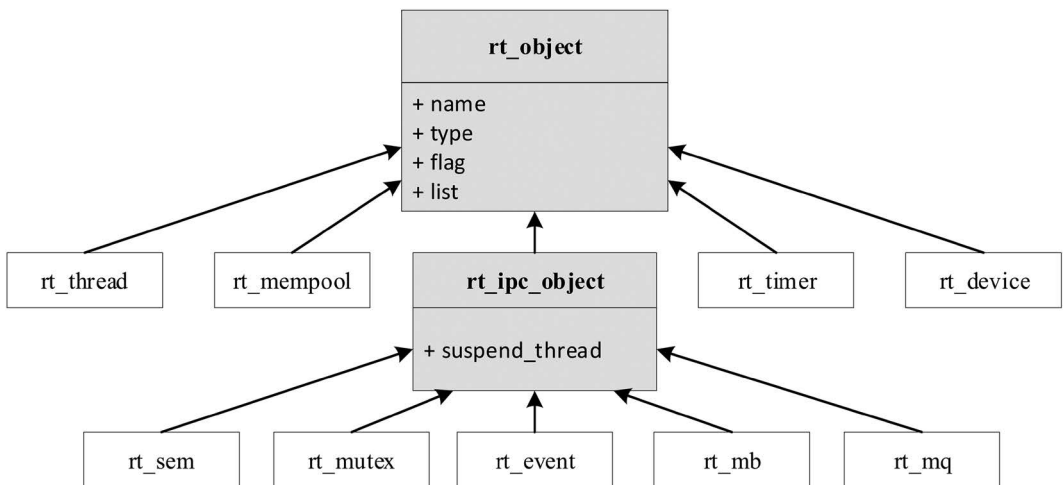 rt_object
+ name
+ type
+ flag
+ list
rt_thread
rt_mempool
rt_ipc_object
+ suspend_thread
rt_timer
rt_device
rt_sem
rt_mutex
rt_event
rt_mb
rt_mq